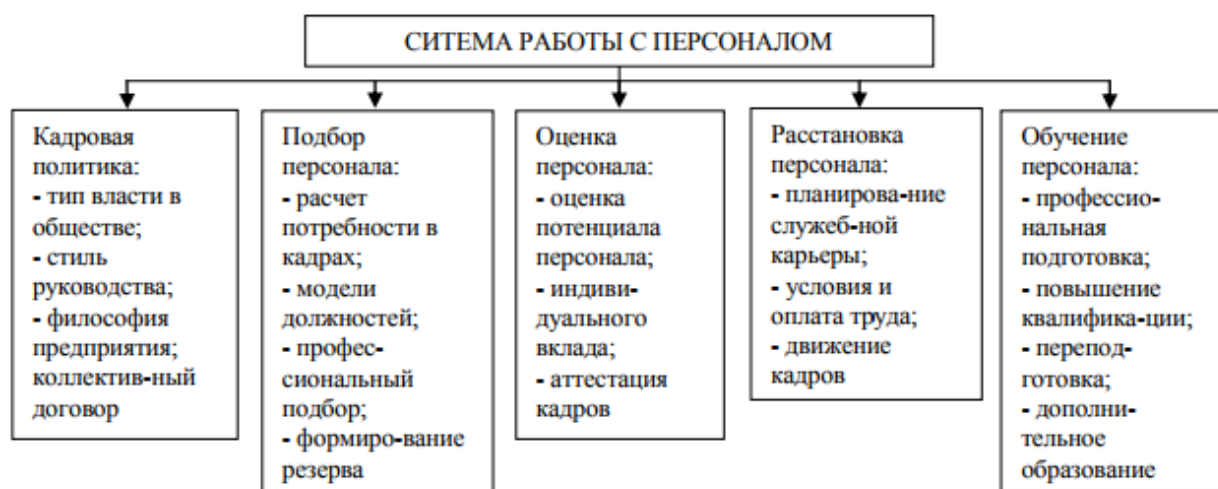 СИТЕМА РАБОТЫ С ПЕРСОНАЛОМ
Кадровая
политика:
- тип власти в
обществе;
- стиль
руководства;
- философия
предприятия;
коллектив-ный
договор
Подбор
персонала:
- расчет
потребности в
кадрах;
- модели
должностей;
- профес-
сиональный
подбор;
- формиро-вание
резерва
Оценка
персонала:
- оценка
потенциала
персонала;
- индиви-
дуального
вклада;
- аттестация
кадров
Расстановка
персонала:
- планирова-ние
служеб-ной
карьеры;
- условия и
оплата труда;
- движение
кадров
Обучение
персонала:
- профессио-
нальная
подготовка;
- повышение
квалифика-ции;
- перепод-
готовка;
- дополни-
тельное
образование